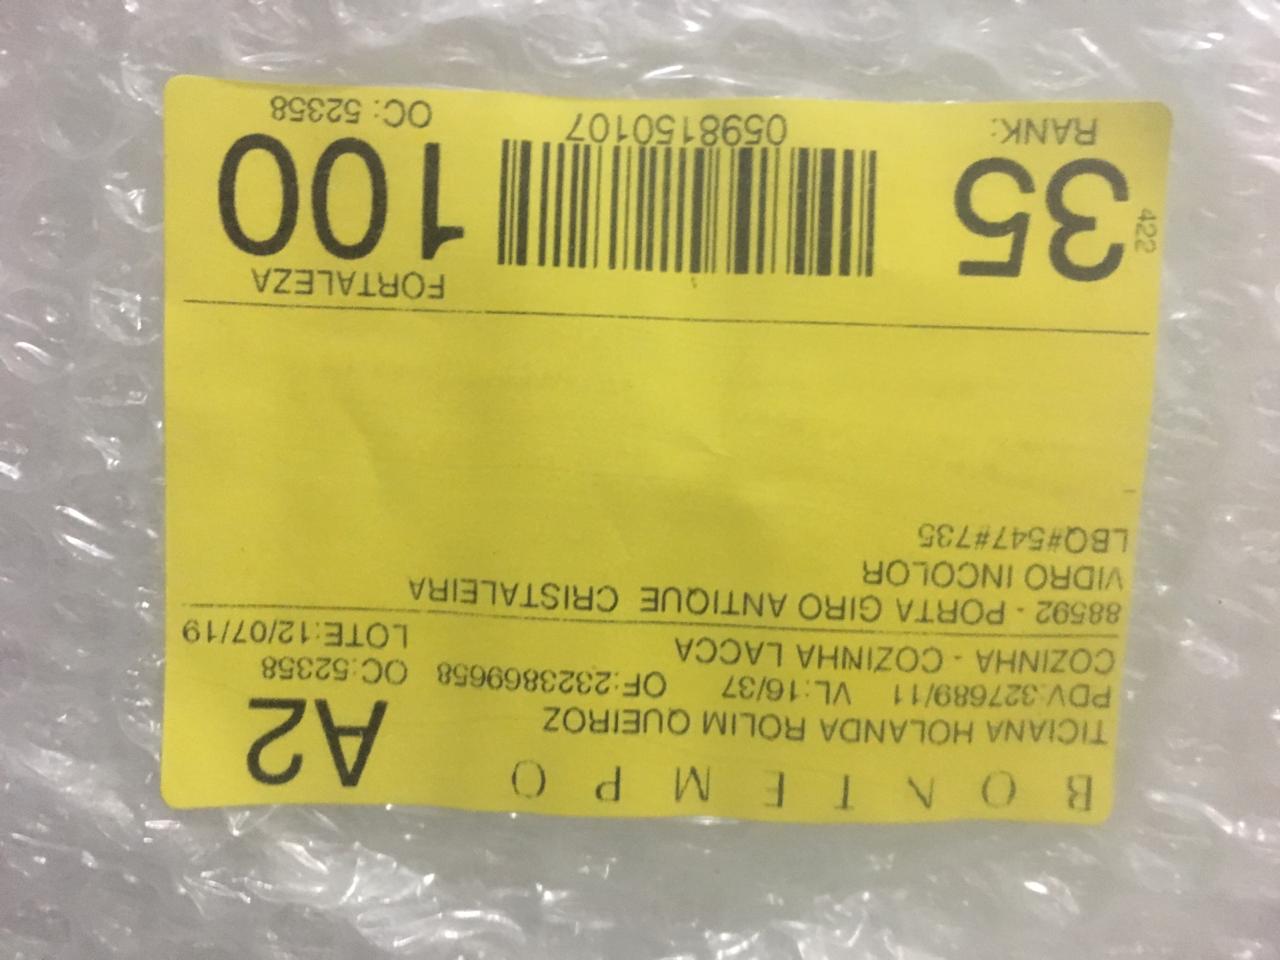 BONTEMPO
A2
TICIANA HOLANDA ROLIM QUEIROZ
PDV:327689/11 VL:16/37 OF:2323869658 OC:52358
COZINHA - COZINHA LACCA LOTE:12/07/19
88592 - PORTA GIRO ANTIQUE CRISTALEIRA
VIDRO INCOLOR
LBQ#547#735
35
422
RANK:
0598150107
FORTALEZA
100
OC: 52358